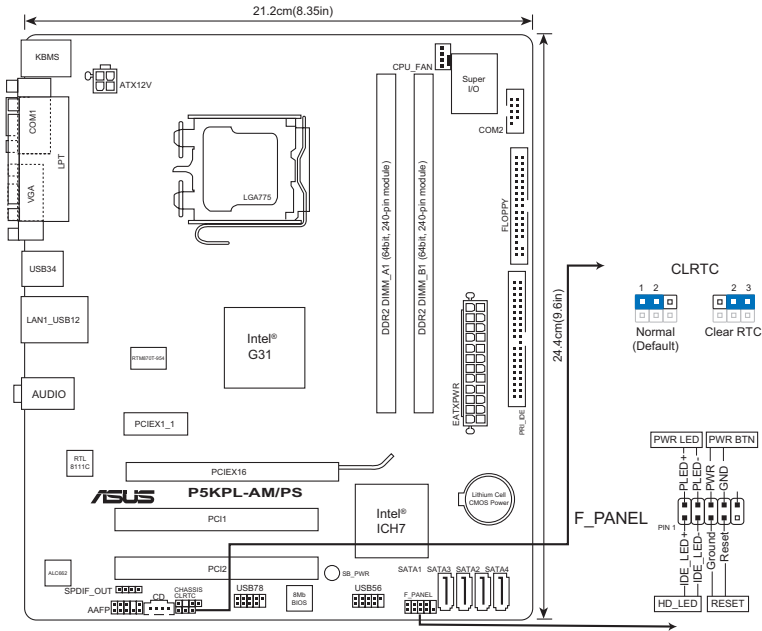 21.2cm(8.35in)
KBMS
ATX12V
CPU_FAN
Super
I/O
COM1
LPT
VGA
COM2
LGA775
DDR2 DIMM_A1 (64bit, 240-pin module)
DDR2 DIMM_B1 (64bit, 240-pin module)
FLOPPY
24.4cm(9.6in)
CLRTC
1 2
2 3
Normal
(Default)
Clear RTC
USB34
LAN1_USB12
Intel®
G31
RTM870T-954
EATXPWR
PRI_IDE
AUDIO
PCIEX1_1
RTL
8111C
PCIEX16
ASUS
P5KPL-AM/PS
Lithium Cell
CMOS Power
PCI1
Intel®
ICH7
PCI2
ALC662
SB_PWR
SATA1 SATA3 SATA2 SATA4
SPDIF_OUT
AAFP
CD
CHASSIS
CLRTC
USB78
8Mb
BIOS
USB56
F_PANEL
F_PANEL
PWR LED
PWR BTN
PLED+
PLED-
PWR
GND
PIN 1
IDE_LED+
IDE_LED-
Ground
Reset
HD_LED
RESET